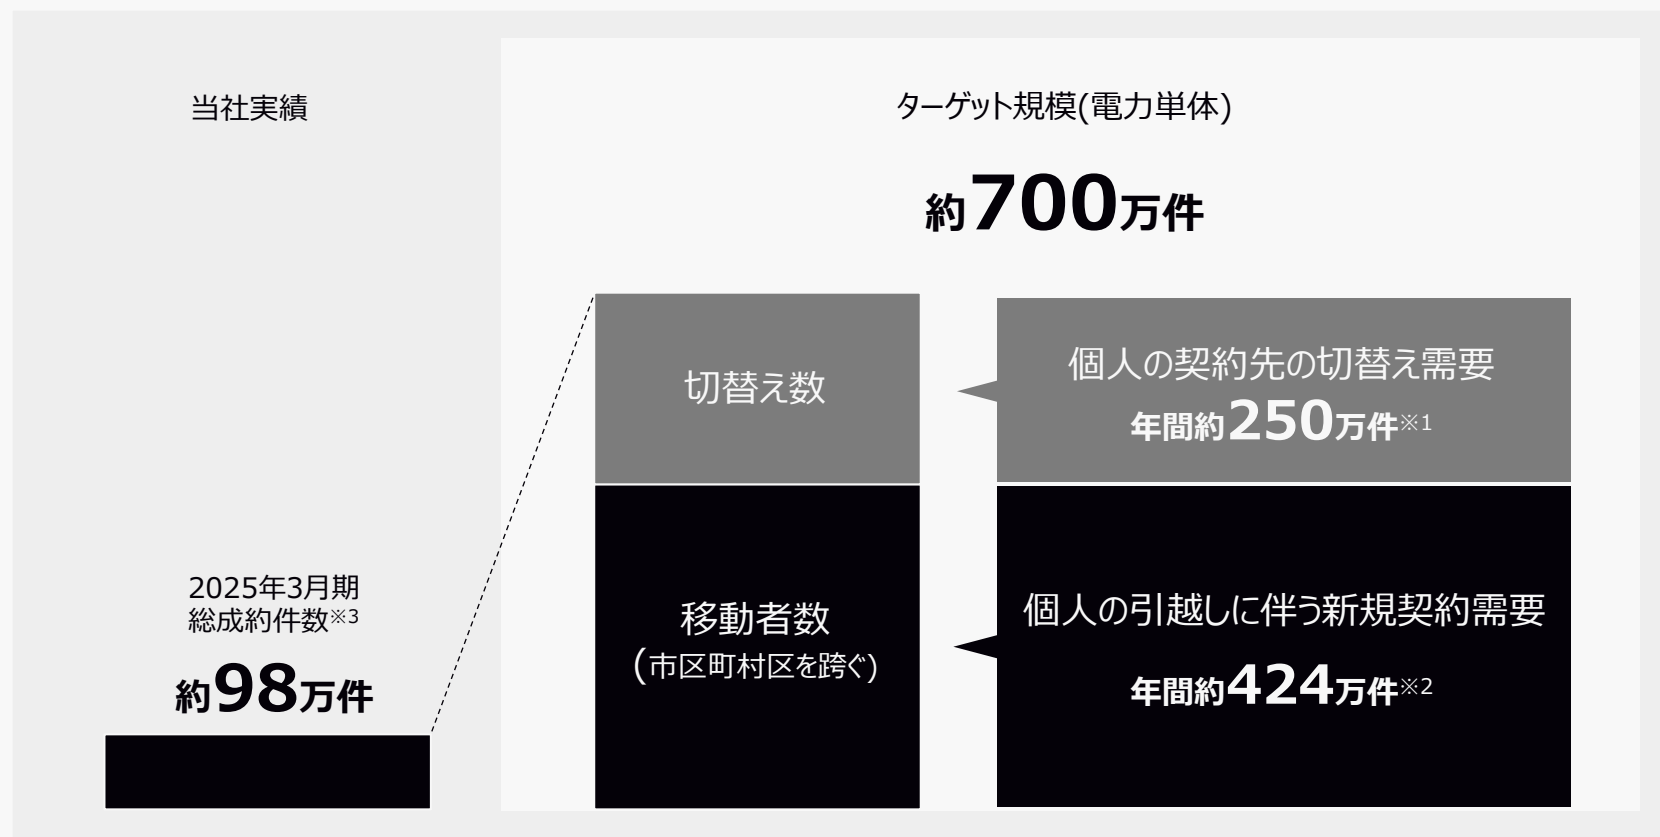 当社実績
2025年3月期
総成約件数※3
約98万件
ターゲット規模(電力単体)
約700万件
切替え数
個人の契約先の切替え需要
年間約250万件※1
移動者数
(市区町村区を跨ぐ)
個人の引越しに伴う新規契約需要
年間約424万件※2